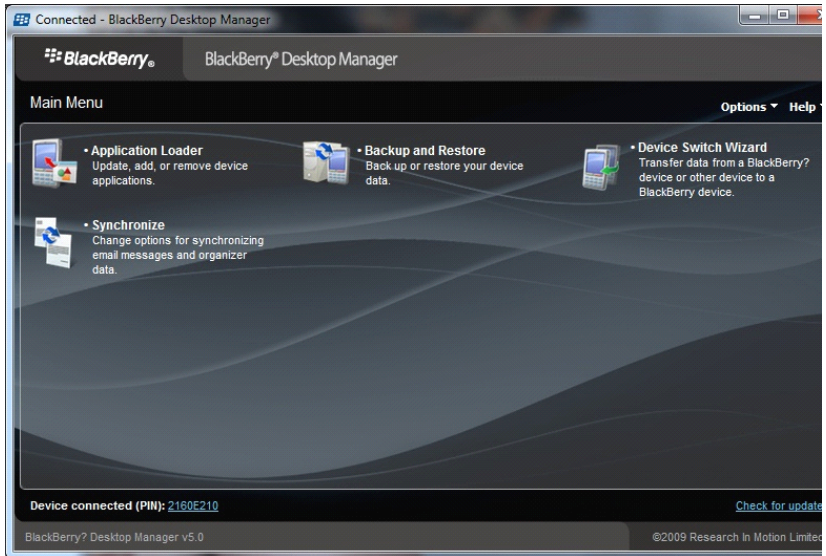 Connected - BlackBerry Desktop Manager
BlackBerry®
BlackBerry® Desktop Manager
Main Menu
Options
Help
• Application Loader
Update, add, or remove device
applications.
• Backup and Restore
Back up or restore your device
data.
• Device Switch Wizard
Transfer data from a BlackBerry?
device or other device to a
BlackBerry device.
• Synchronize
Change options for synchronizing
email messages and organizer
data.
Device connected (PIN): 2160E210
Check for update
BlackBerry? Desktop Manager v5.0
©2009 Research In Motion Limited